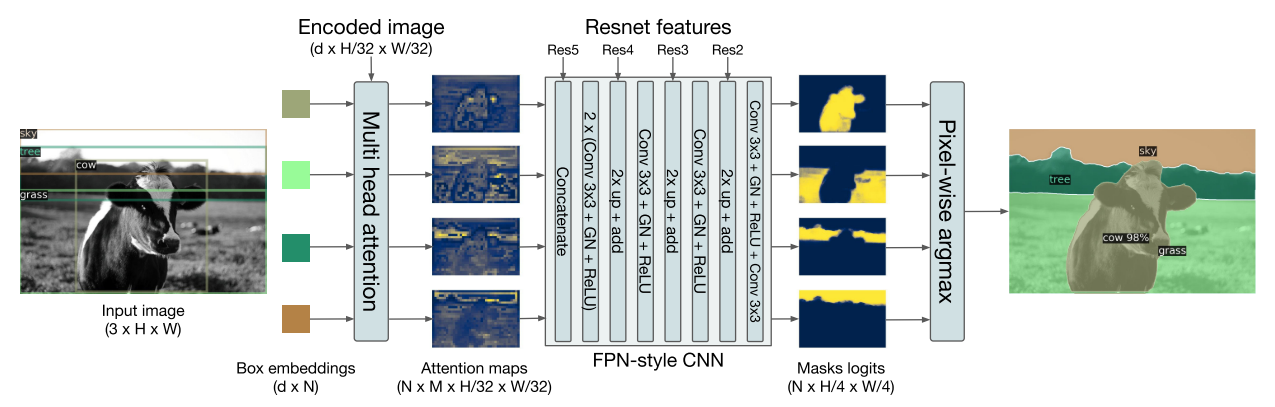 Encoded image
(d x H/32 x W/32)
Resnet features
Res5
Res4
Res3
Res2
sky
tree
cow
grass
Input image
(3 x H x W)
Box embeddings
(d x N)
Multi head attention
Attention maps
(N x M x H/32 x W/32)
Concatenate
2 x (Conv 3x3 + GN + ReLU)
2x up + add
Conv 3x3 + GN + ReLU
2x up + add
Conv 3x3 + GN + ReLU
2x up + add
Conv 3x3 + GN + ReLU + Conv 3x3
FPN-style CNN
Masks logits
(N x H/4 x W/4)
Pixel-wise argmax
sky
tree
cow 98%
grass